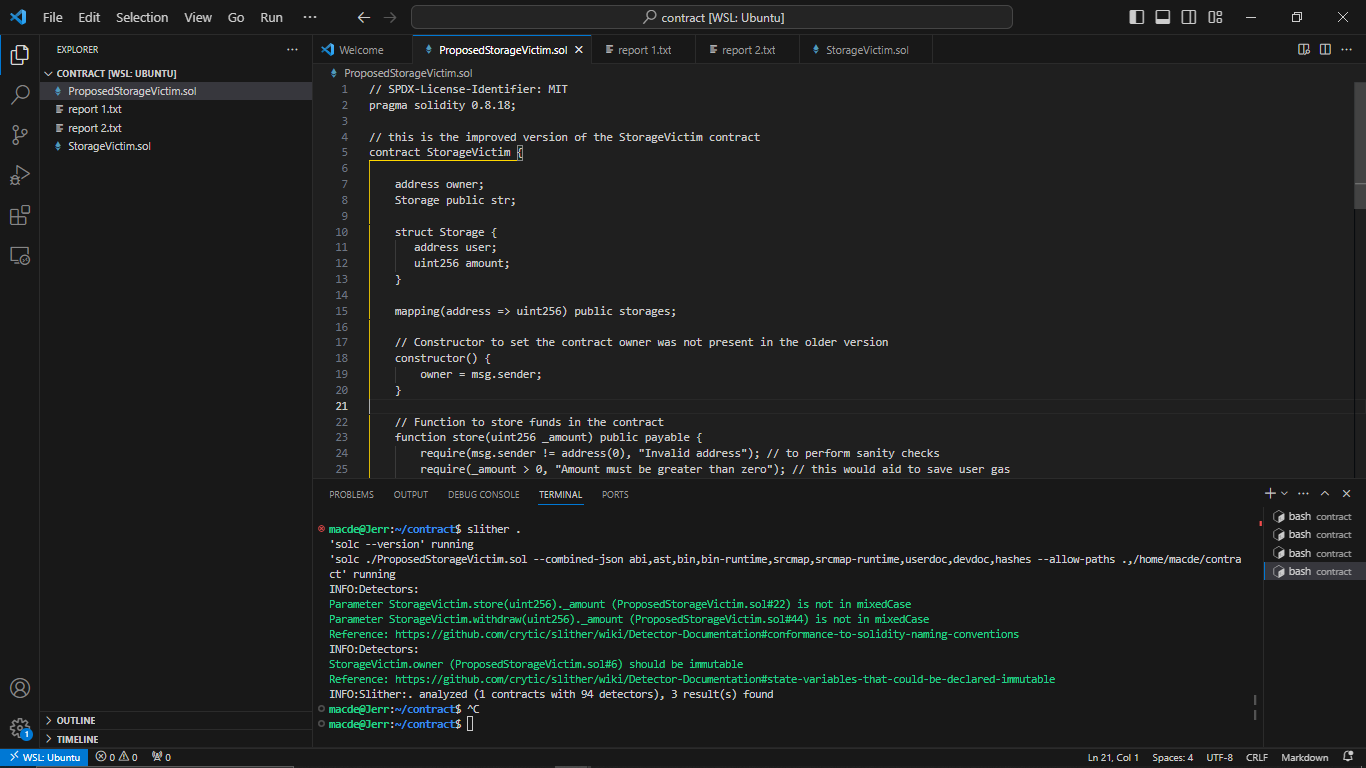 File Edit Selection View Go Run ··· contract [WSL: Ubuntu]
EXPLORER ···
CONTRACT [WSL: UBUNTU]
ProposedStorageVictim.sol
report 1.txt
report 2.txt
StorageVictim.sol
OUTLINE
TIMELINE
Welcome ProposedStorageVictim.sol report 1.txt report 2.txt StorageVictim.sol
ProposedStorageVictim.sol
1 // SPDX-License-Identifier: MIT
2 pragma solidity 0.8.18;
3
4 // this is the improved version of the StorageVictim contract
5 contract StorageVictim {
6
7 address owner;
8 Storage public str;
9
10 struct Storage {
11 address user;
12 uint256 amount;
13 }
14
15 mapping(address => uint256) public storages;
16
17 // Constructor to set the contract owner was not present in the older version
18 constructor() {
19 owner = msg.sender;
20 }
21
22 // Function to store funds in the contract
23 function store(uint256 _amount) public payable {
24 require(msg.sender != address(0), "Invalid address"); // to perform sanity checks
25 require(_amount > 0, "Amount must be greater than zero"); // this would aid to save user gas
PROBLEMS OUTPUT DEBUG CONSOLE TERMINAL PORTS
macde@Jerr:~/contract$ slither .
'solc --version' running
'solc ./ProposedStorageVictim.sol --combined-json abi,ast,bin,bin-runtime,srcmap,srcmap-runtime,userdoc,devdoc,hashes --allow-paths .,/home/macde/contra
ct' running
INFO:Detectors:
Parameter StorageVictim.store(uint256)._amount (ProposedStorageVictim.sol#22) is not in mixedCase
Parameter StorageVictim.withdraw(uint256)._amount (ProposedStorageVictim.sol#44) is not in mixedCase
Reference: https://github.com/crytic/slither/wiki/Detector-Documentation#conformance-to-solidity-naming-conventions
INFO:Detectors:
StorageVictim.owner (ProposedStorageVictim.sol#6) should be immutable
Reference: https://github.com/crytic/slither/wiki/Detector-Documentation#state-variables-that-could-be-declared-immutable
INFO:Slither:. analyzed (1 contracts with 94 detectors), 3 result(s) found
macde@Jerr:~/contract$ ^C
macde@Jerr:~/contract$
bash contract
bash contract
bash contract
bash contract
1
WSL: Ubuntu 0 0 0 Ln 21, Col 1 Spaces: 4 UTF-8 CRLF Markdown